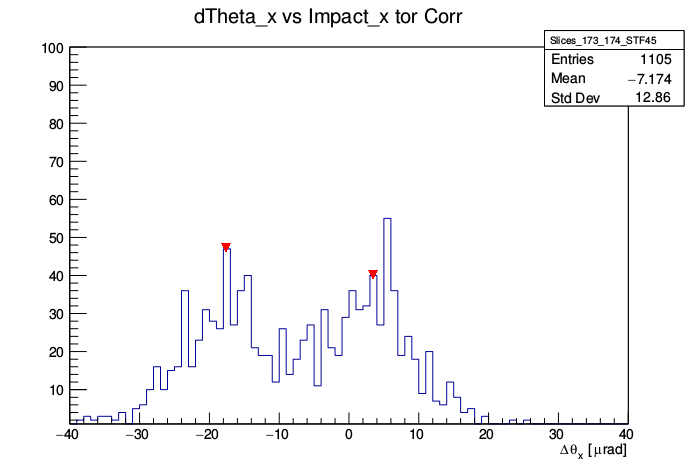 dTheta_x vs Impact_x tor Corr
Slices_173_174_STF45
Entries 1105
Mean −7.174
Std Dev 12.86
100
90
80
70
60
50
40
30
20
10
−40 −30 −20 −10 0 10 20 30 40
Δθx [μrad]